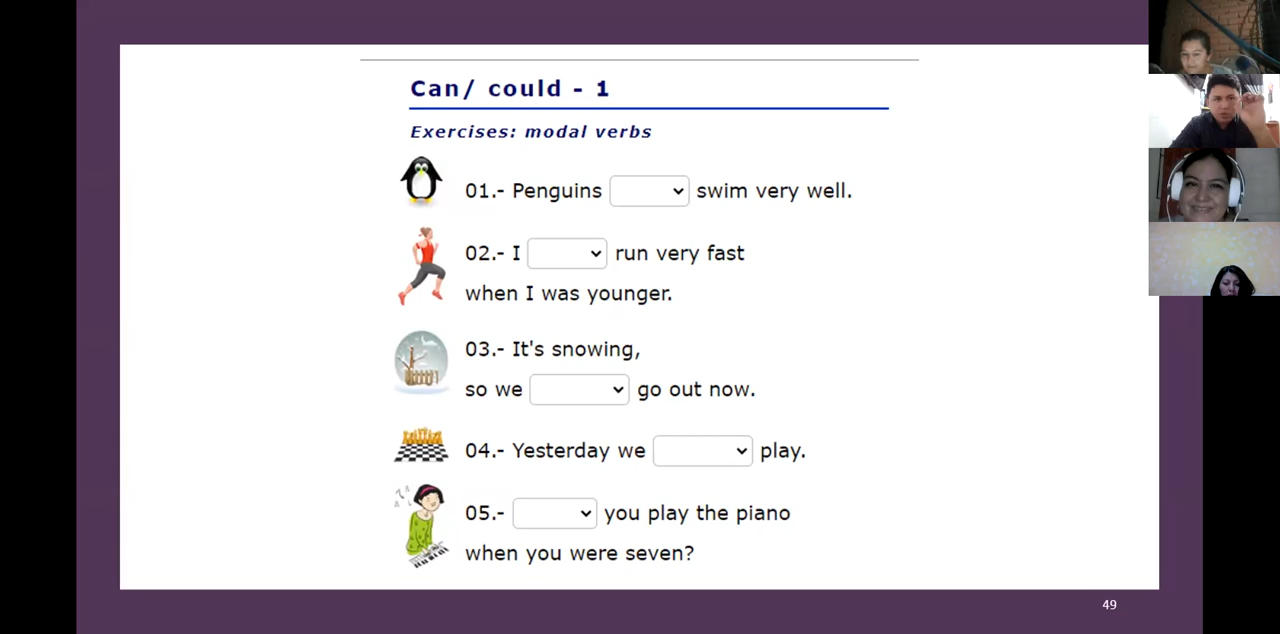 Can/ could - 1
Exercises: modal verbs
01.- Penguins swim very well.
02.- I run very fast
when I was younger.
03.- It's snowing,
so we go out now.
04.- Yesterday we play.
05.- you play the piano
when you were seven?
49